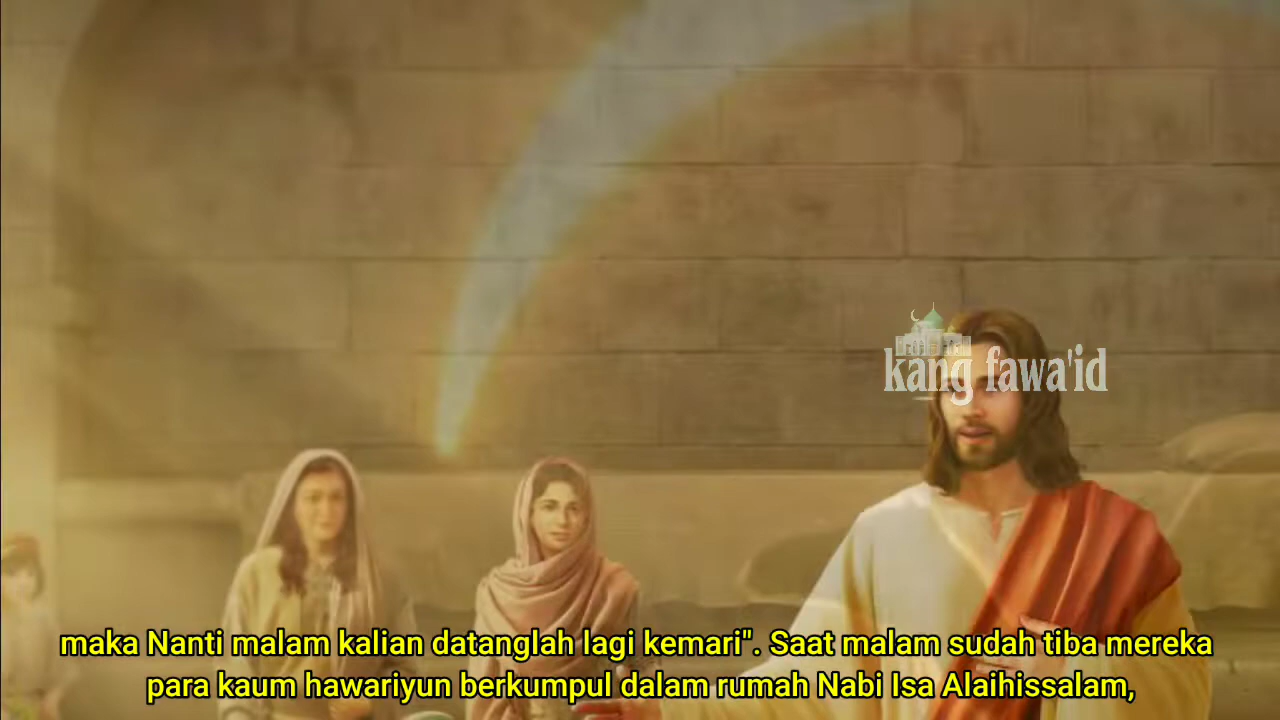 kang fawa'id
maka Nanti malam kalian datanglah lagi kemari". Saat malam sudah tiba mereka
para kaum hawariyun berkumpul dalam rumah Nabi Isa Alaihissalam,